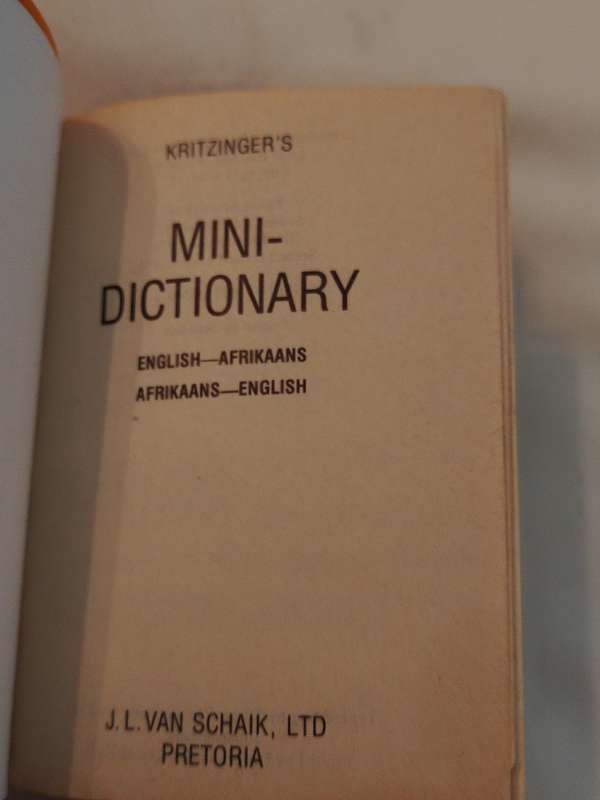 KRITZINGER'S
MINI-
DICTIONARY
ENGLISH—AFRIKAANS
AFRIKAANS—ENGLISH
J. L. VAN SCHAIK, LTD
PRETORIA